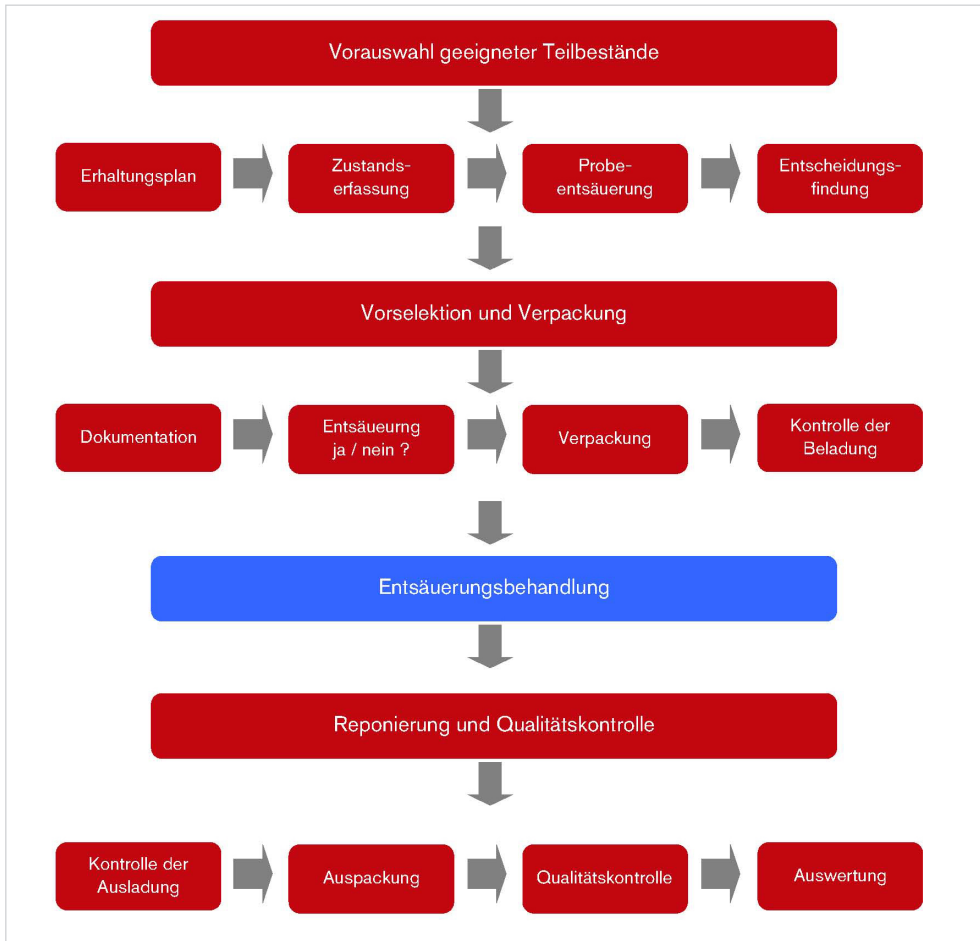 Vorauswahl geeigneter Teilbestände
Erhaltungsplan
Zustands-
erfassung
Probe-
entsäuerung
Entscheidungs-
findung
Vorselektion und Verpackung
Dokumentation
Entsäueurng
ja / nein ?
Verpackung
Kontrolle der
Beladung
Entsäuerungsbehandlung
Reponierung und Qualitätskontrolle
Kontrolle der
Ausladung
Auspackung
Qualitätskontrolle
Auswertung